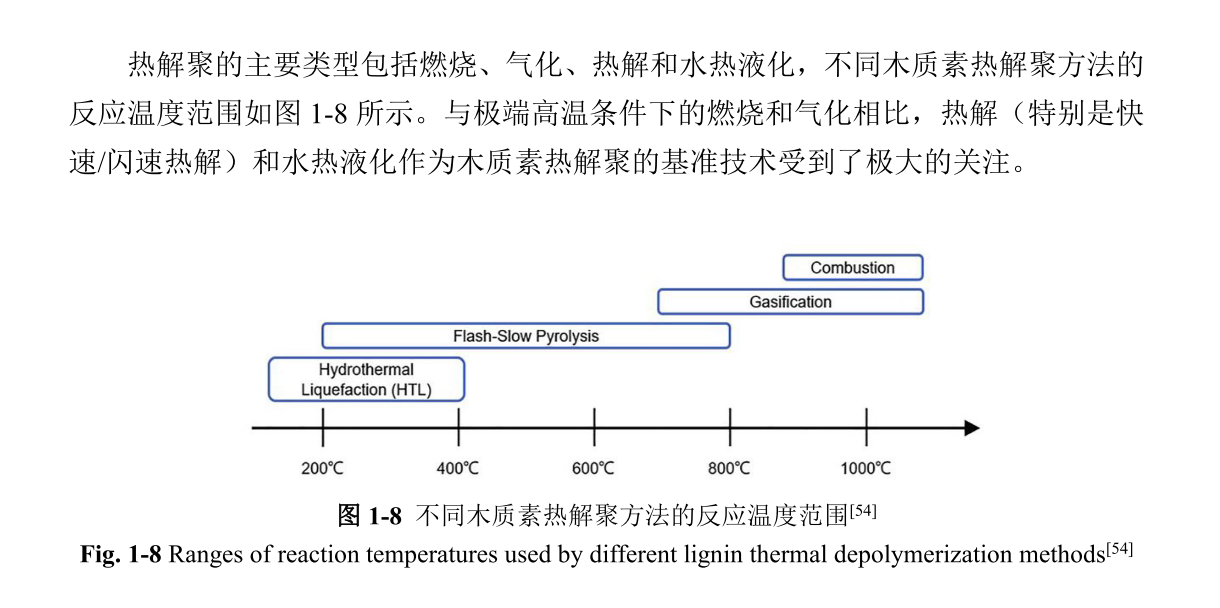 热解聚的主要类型包括燃烧、气化、热解和水热液化，不同木质素热解聚方法的
反应温度范围如图 1-8 所示。与极端高温条件下的燃烧和气化相比，热解（特别是快
速/闪速热解）和水热液化作为木质素热解聚的基准技术受到了极大的关注。
Combustion
Gasification
Flash-Slow Pyrolysis
Hydrothermal
Liquefaction (HTL)
200℃ 400℃ 600℃ 800℃ 1000℃
图 1-8 不同木质素热解聚方法的反应温度范围[54]
Fig. 1-8 Ranges of reaction temperatures used by different lignin thermal depolymerization methods[54]